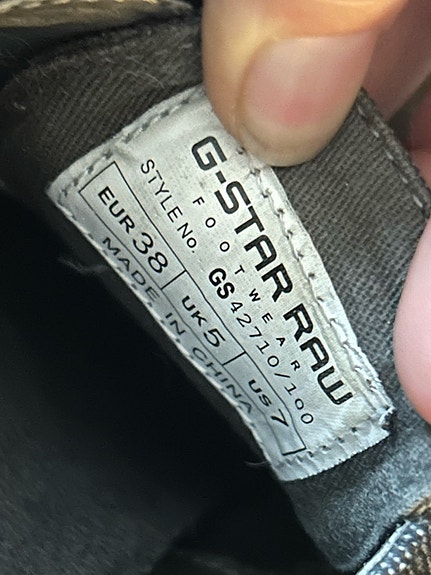 G-STAR RAW
FOOTWEAR
STYLE No. GS42710/100
EUR 38 UK 5 US 7
MADE IN CHINA